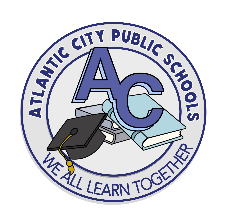 ATLANTIC CITY PUBLIC SCHOOLS
AC
WE ALL LEARN TOGETHER